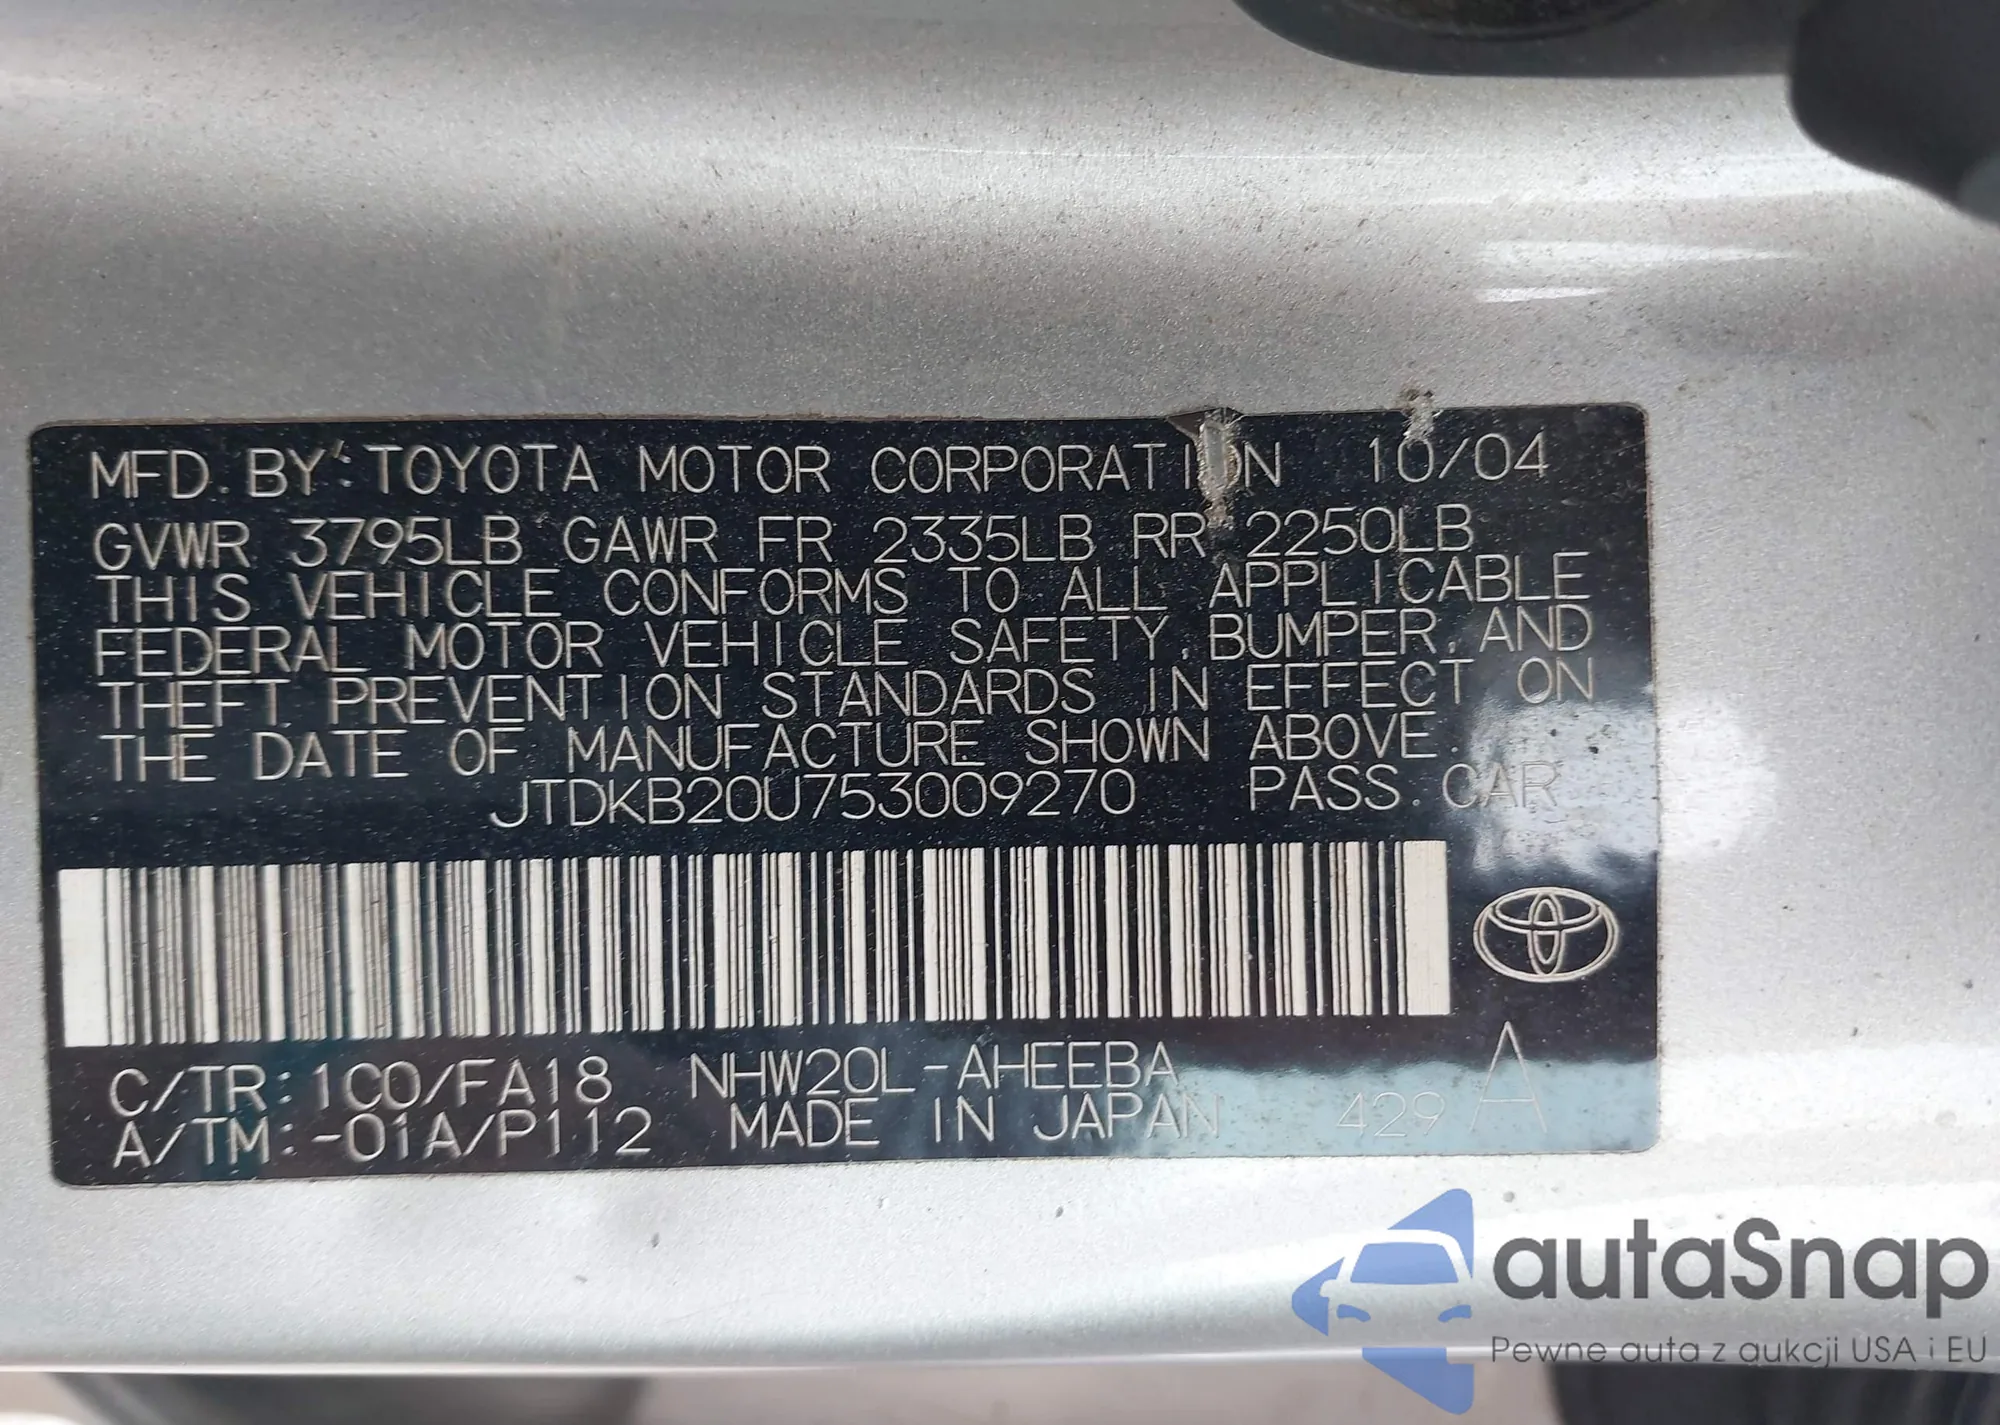 MFD. BY: TOYOTA MOTOR CORPORATION 10/04
GVWR 3795LB GAWR FR 2335LB RR 2250LB
THIS VEHICLE CONFORMS TO ALL APPLICABLE
FEDERAL MOTOR VEHICLE SAFETY, BUMPER, AND
THEFT PREVENTION STANDARDS IN EFFECT ON
THE DATE OF MANUFACTURE SHOWN ABOVE.
JTDKB20U753009270 PASS. CAR
C/TR: 1C0/FA18 NHW20L-AHEEBA
A/TM: -01A/P112 MADE IN JAPAN 429 A
autaSnap
Pewne auta z aukcji USA i EU